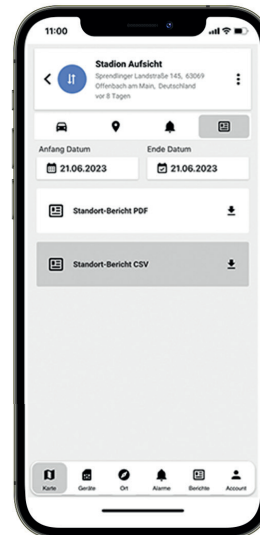 11:00
Stadion Aufsicht
Sprendlinger Landstraße 145, 63069
Offenbach am Main, Deutschland
vor 8 Tagen
Anfang Datum Ende Datum
21.06.2023 21.06.2023
Standort-Bericht PDF
Standort-Bericht CSV
Karte Geräte Ort Alarme Berichte Account